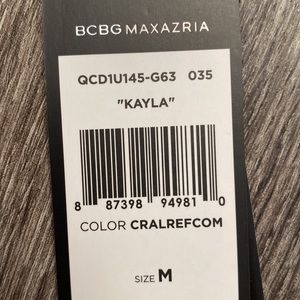 BCBGMAXAZRIA
QCD1U145-G63 035
"KAYLA"
8 87398 94981 0
COLOR CRALREFCOM
SIZE M